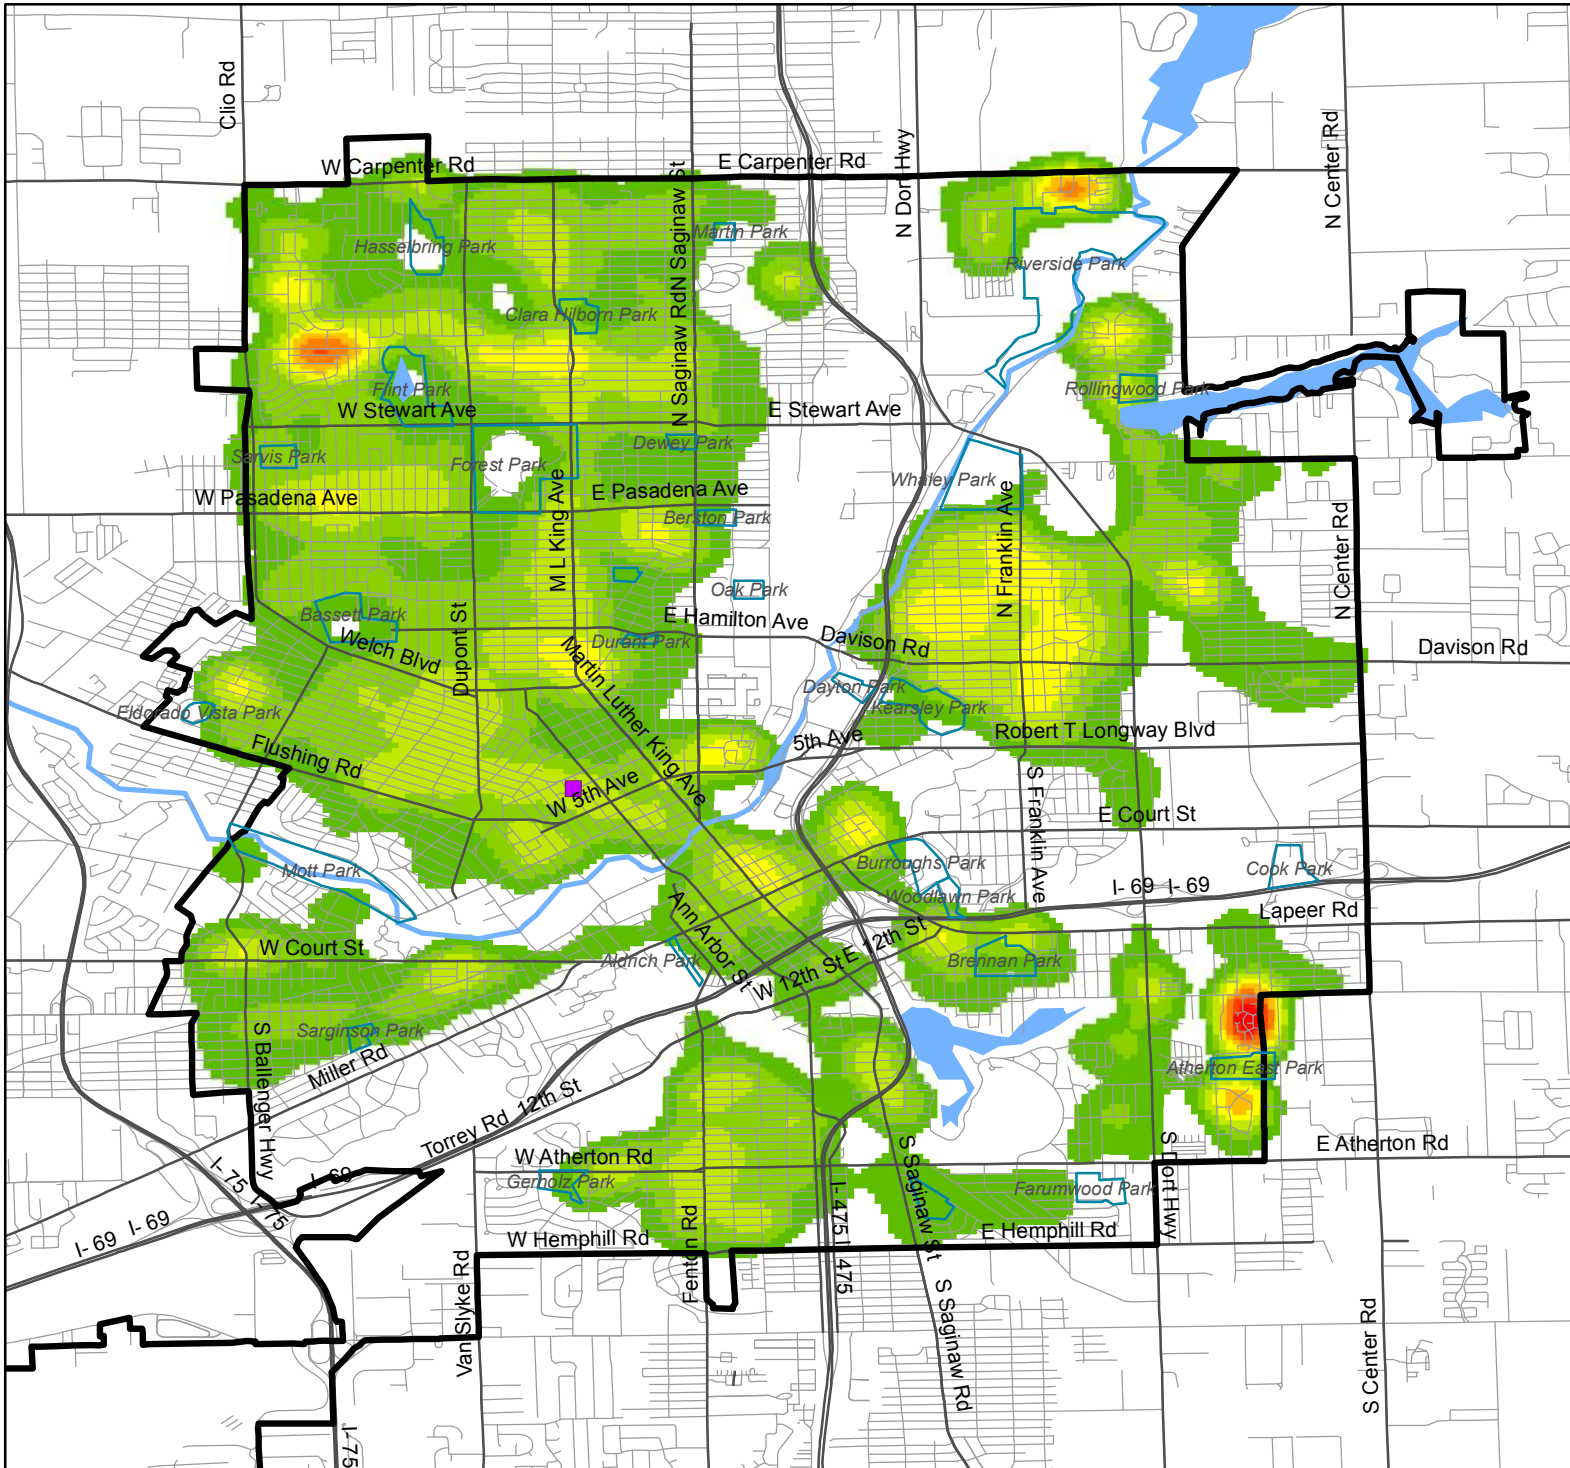 Clio Rd
W Carpenter Rd
E Carpenter Rd
N Dort Hwy
N Center Rd
N Saginaw St
Martin Park
Hasselbring Park
Riverside Park
Clara Hilborn Park
N Saginaw Rd
Flint Park
Rollingwood Park
W Stewart Ave
E Stewart Ave
Dewey Park
Sarvis Park
Forest Park
Whaley Park
W Pasadena Ave
E Pasadena Ave
M L King Ave
Berston Park
N Franklin Ave
N Center Rd
Oak Park
Bassett Park
E Hamilton Ave
Welch Blvd
Dupont St
Durant Park
Davison Rd
Davison Rd
Martin Luther King Ave
Dayton Park
Kearsley Park
Eldorado Vista Park
Robert T Longway Blvd
5th Ave
Flushing Rd
W 5th Ave
S Franklin Ave
E Court St
Mott Park
Burroughs Park
Cook Park
Woodlawn Park
I- 69
I- 69
Lapeer Rd
Ann Arbor St
W Court St
E 12th St
Aldrich Park
Brennan Park
W 12th St
Sarginson Park
S Ballenger Hwy
Miller Rd
Atherton East Park
12th St
Torrey Rd
E Atherton Rd
W Atherton Rd
S Saginaw St
S Dort Hwy
I- 75
I- 75
I- 69
Gerholz Park
Farumwood Park
I- 69
I- 69
W Hemphill Rd
E Hemphill Rd
Fenton Rd
I- 475
I- 475
Van Slyke Rd
S Saginaw Rd
S Center Rd
I- 75